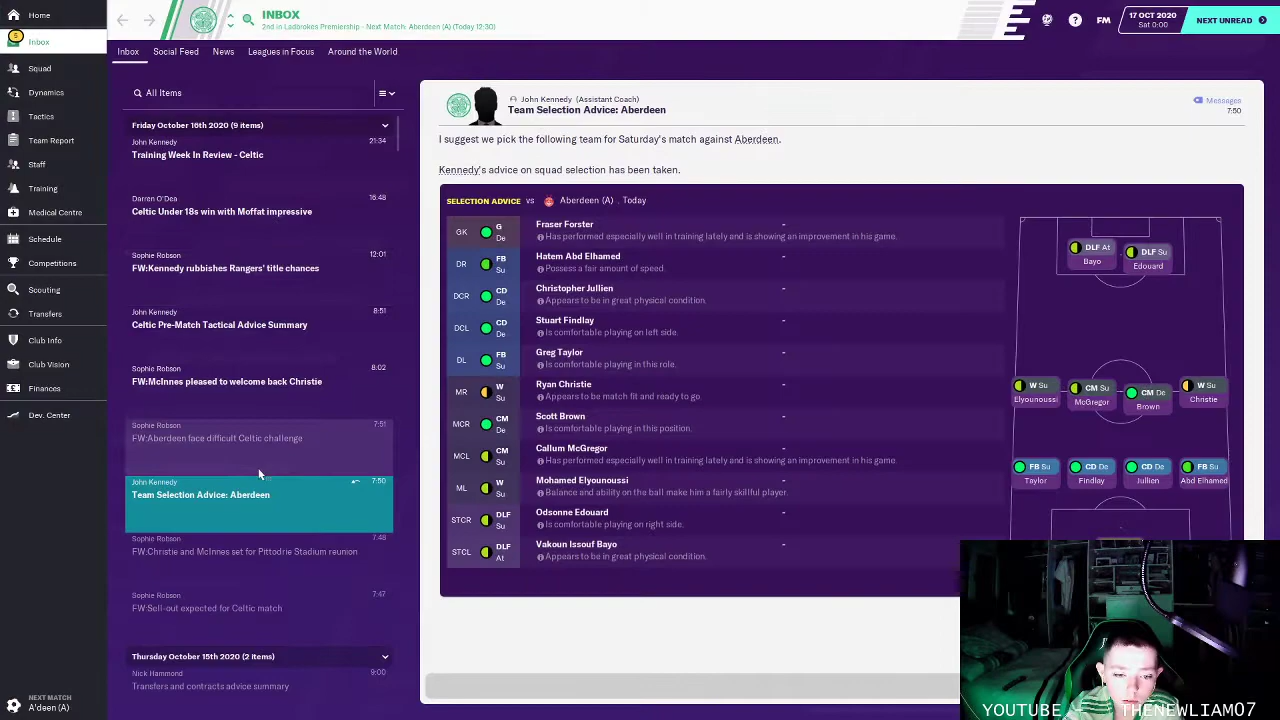 INBOX
2nd in Ladbrokes Premiership - Next Match: Aberdeen (A) (Today 12:30)
FM
17 OCT 2020
Sat 9:00
NEXT UNREAD
Home
5
Inbox
Squad
Dynamics
Tactics
Team Report
Staff
Training
Medical Centre
Schedule
Competitions
Scouting
Transfers
Club Info
Club Vision
Finances
Dev. Center
NEXT MATCH
A'deen (A)
Inbox Social Feed News Leagues in Focus Around the World
All Items
Friday October 16th 2020 (9 items)
John Kennedy 21:34
Training Week In Review - Celtic
Darren O'Dea 16:48
Celtic Under 18s win with Moffat impressive
Sophie Robson 12:01
FW:Kennedy rubbishes Rangers' title chances
John Kennedy 8:51
Celtic Pre-Match Tactical Advice Summary
Sophie Robson 8:02
FW:McInnes pleased to welcome back Christie
Sophie Robson 7:51
FW:Aberdeen face difficult Celtic challenge
John Kennedy 7:50
Team Selection Advice: Aberdeen
Sophie Robson 7:48
FW:Christie and McInnes set for Pittodrie Stadium reunion
Sophie Robson 7:47
FW:Sell-out expected for Celtic match
Thursday October 15th 2020 (2 items)
Nick Hammond 9:00
Transfers and contracts advice summary
John Kennedy (Assistant Coach)
Team Selection Advice: Aberdeen
Messages
7:50
I suggest we pick the following team for Saturday's match against Aberdeen.
Kennedy's advice on squad selection has been taken.
SELECTION ADVICE vs Aberdeen (A) , Today
GK G De Fraser Forster -
Has performed especially well in training lately and is showing an improvement in his game.
DR FB Su Hatem Abd Elhamed -
Possess a fair amount of speed.
DCR CD De Christopher Jullien -
Appears to be in great physical condition.
DCL CD De Stuart Findlay -
Is comfortable playing on left side.
DL FB Su Greg Taylor -
Is comfortable playing in this role.
MR W Su Ryan Christie -
Appears to be match fit and ready to go.
MCR CM De Scott Brown -
Is comfortable playing in this position.
MCL CM Su Callum McGregor -
Has performed especially well in training lately and is showing an improvement in his game.
ML W Su Mohamed Elyounoussi -
Balance and ability on the ball make him a fairly skillful player.
STCR DLF Su Odsonne Edouard -
Is comfortable playing on right side.
STCL DLF At Vakoun Issouf Bayo -
Appears to be in great physical condition.
DLF At DLF Su
Bayo Edouard
W Su CM Su CM De W Su
Elyounoussi McGregor Brown Christie
FB Su CD De CD De FB Su
Taylor Findlay Jullien Abd Elhamed
YOUTUBE THENEWLIAM07